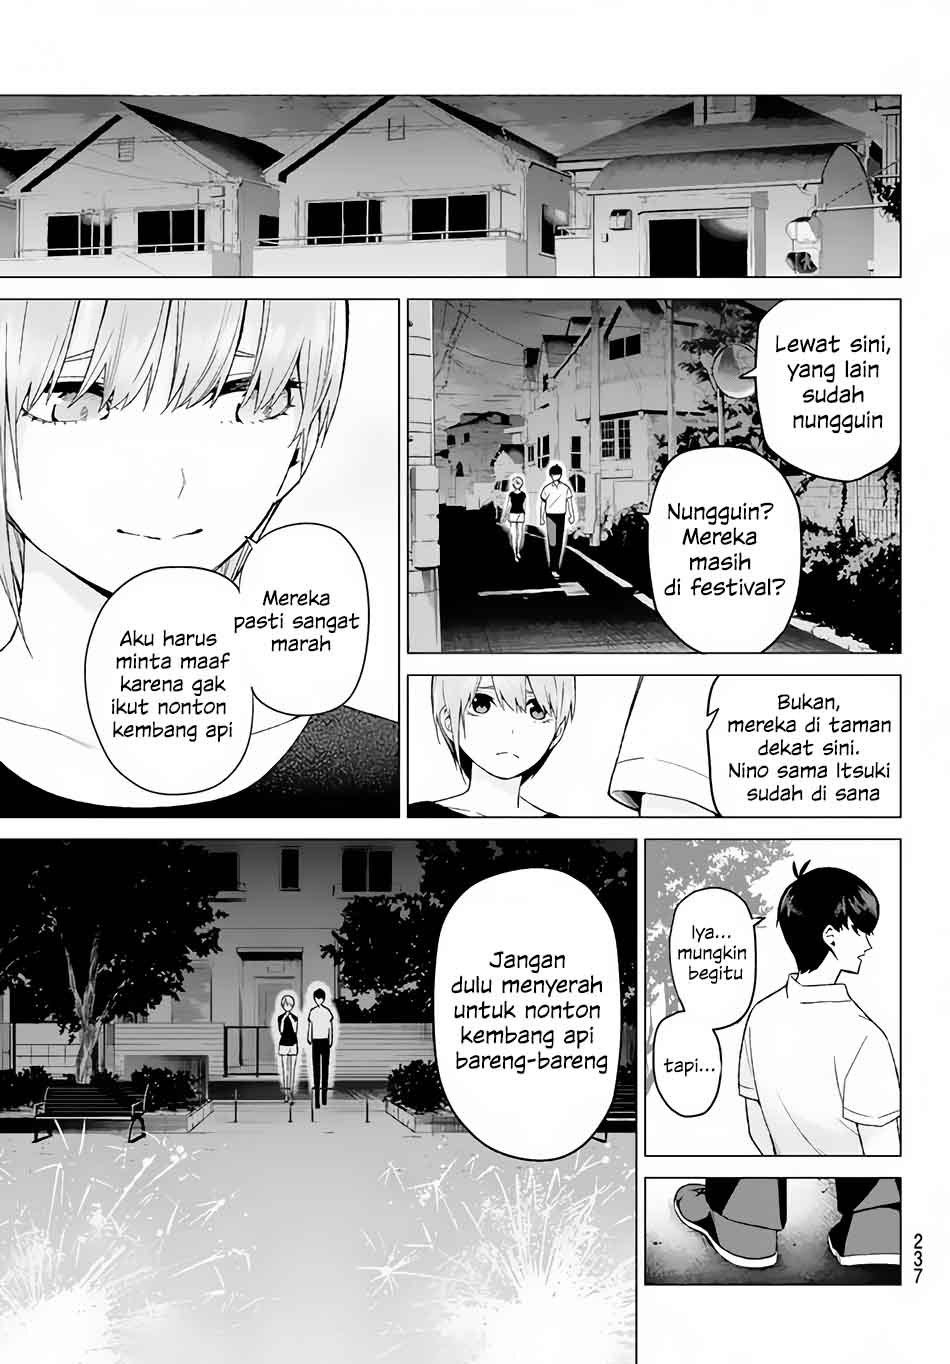 Lewat sini,
yang lain
sudah
nungguin
Nungguin?
Mereka
masih
di festival?
Bukan,
mereka di taman
dekat sini.
Nino sama Itsuki
sudah di sana
Mereka
pasti sangat
marah
Aku harus
minta maaf
karena gak
ikut nonton
kembang api
Iya...
mungkin
begitu
tapi...
Jangan
dulu menyerah
untuk nonton
kembang api
bareng-bareng
237